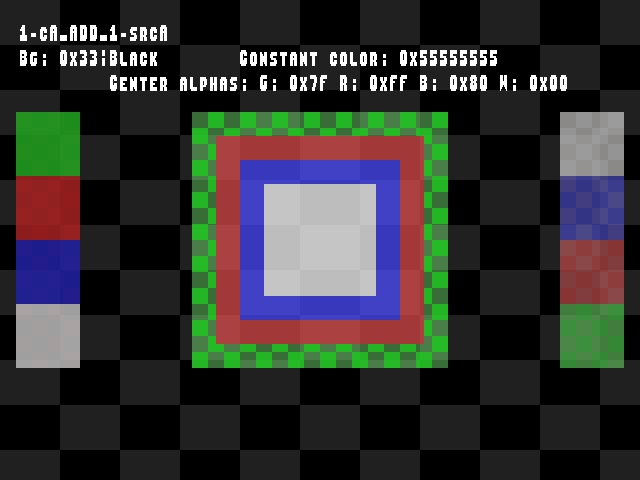 1-cA_ADD_1-srcA
Bg: 0x33|Black Constant color: 0x55555555
Center alphas: G: 0x7f R: 0xff B: 0x80 W: 0x00